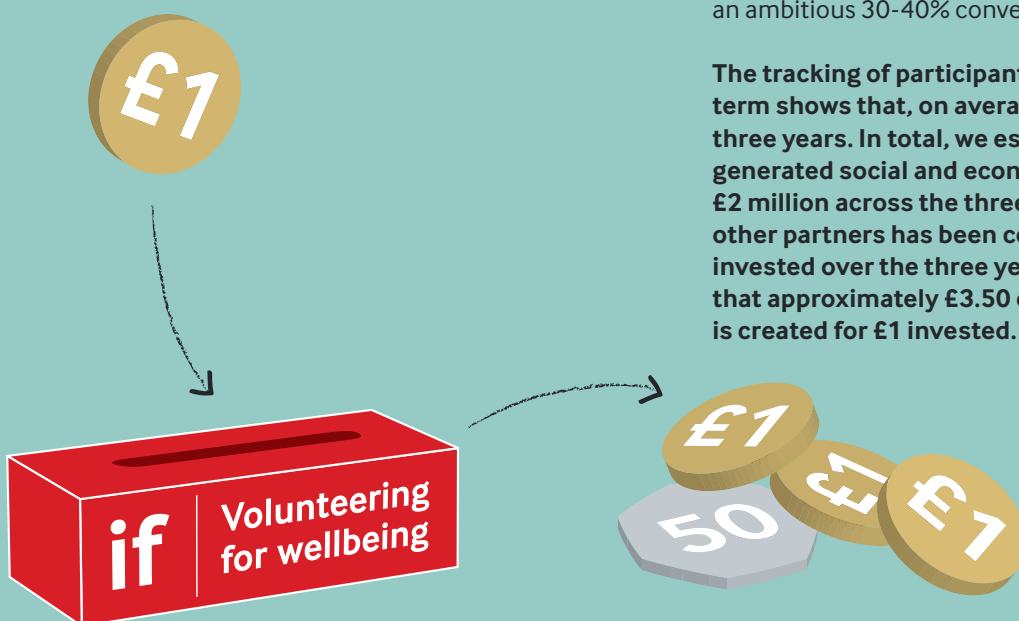 an ambitious 30-40% conve
The tracking of participant
term shows that, on avera
three years. In total, we es
generated social and econ
£2 million across the three
other partners has been co
invested over the three ye
that approximately £3.50 o
is created for £1 invested.
£1
if
Volunteering
for wellbeing
£1
50
£1
£1